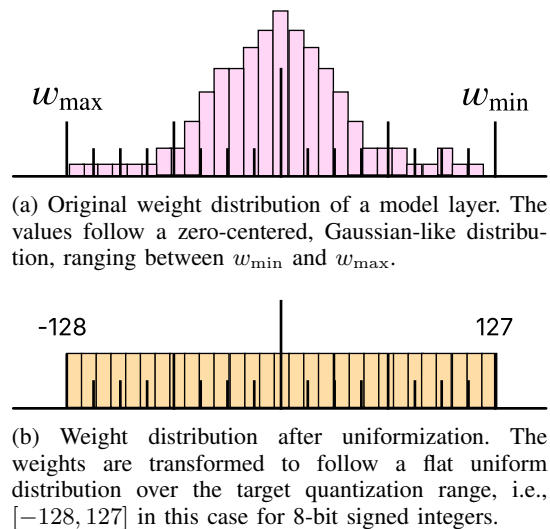 w_max w_min
(a) Original weight distribution of a model layer. The
values follow a zero-centered, Gaussian-like distribu-
tion, ranging between w_min and w_max.
-128 127
(b) Weight distribution after uniformization. The
weights are transformed to follow a flat uniform
distribution over the target quantization range, i.e.,
[−128, 127] in this case for 8-bit signed integers.